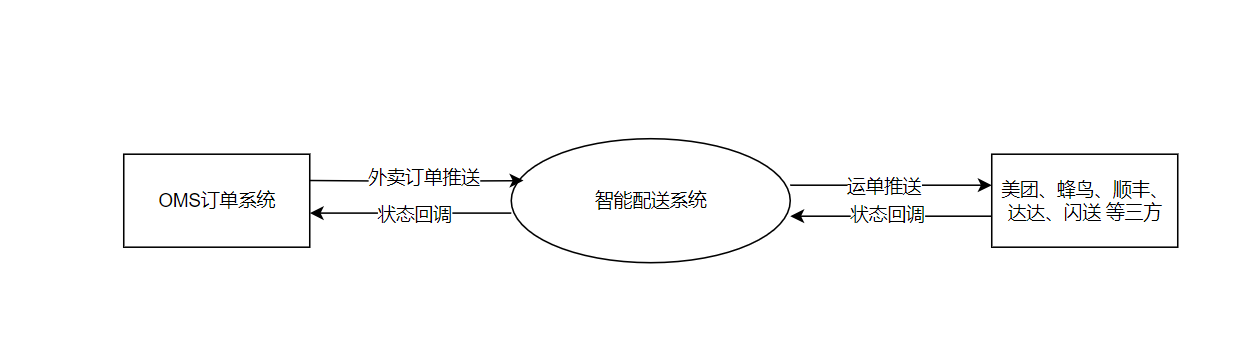 OMS订单系统
外卖订单推送
状态回调
智能配送系统
运单推送
状态回调
美团、蜂鸟、顺丰、
达达、闪送 等三方